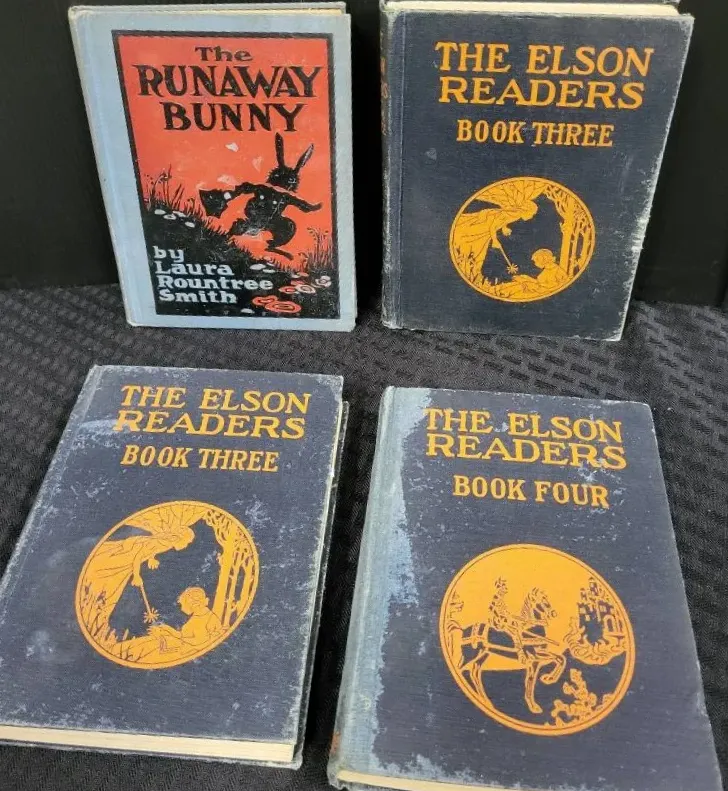 The
RUNAWAY
BUNNY
by
Laura
Rountree
Smith
THE ELSON
READERS
BOOK THREE
THE ELSON
READERS
BOOK THREE
THE ELSON
READERS
BOOK FOUR